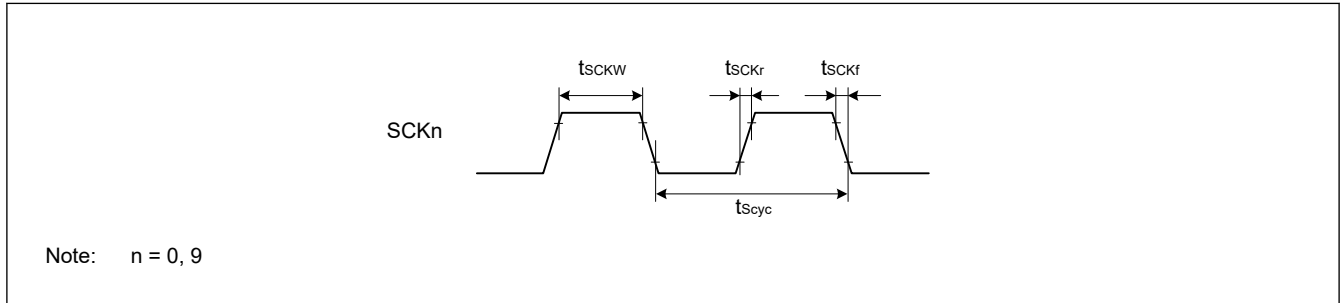 tSCKW tSCKr tSCKf
SCKn
tScyc
Note: n = 0, 9